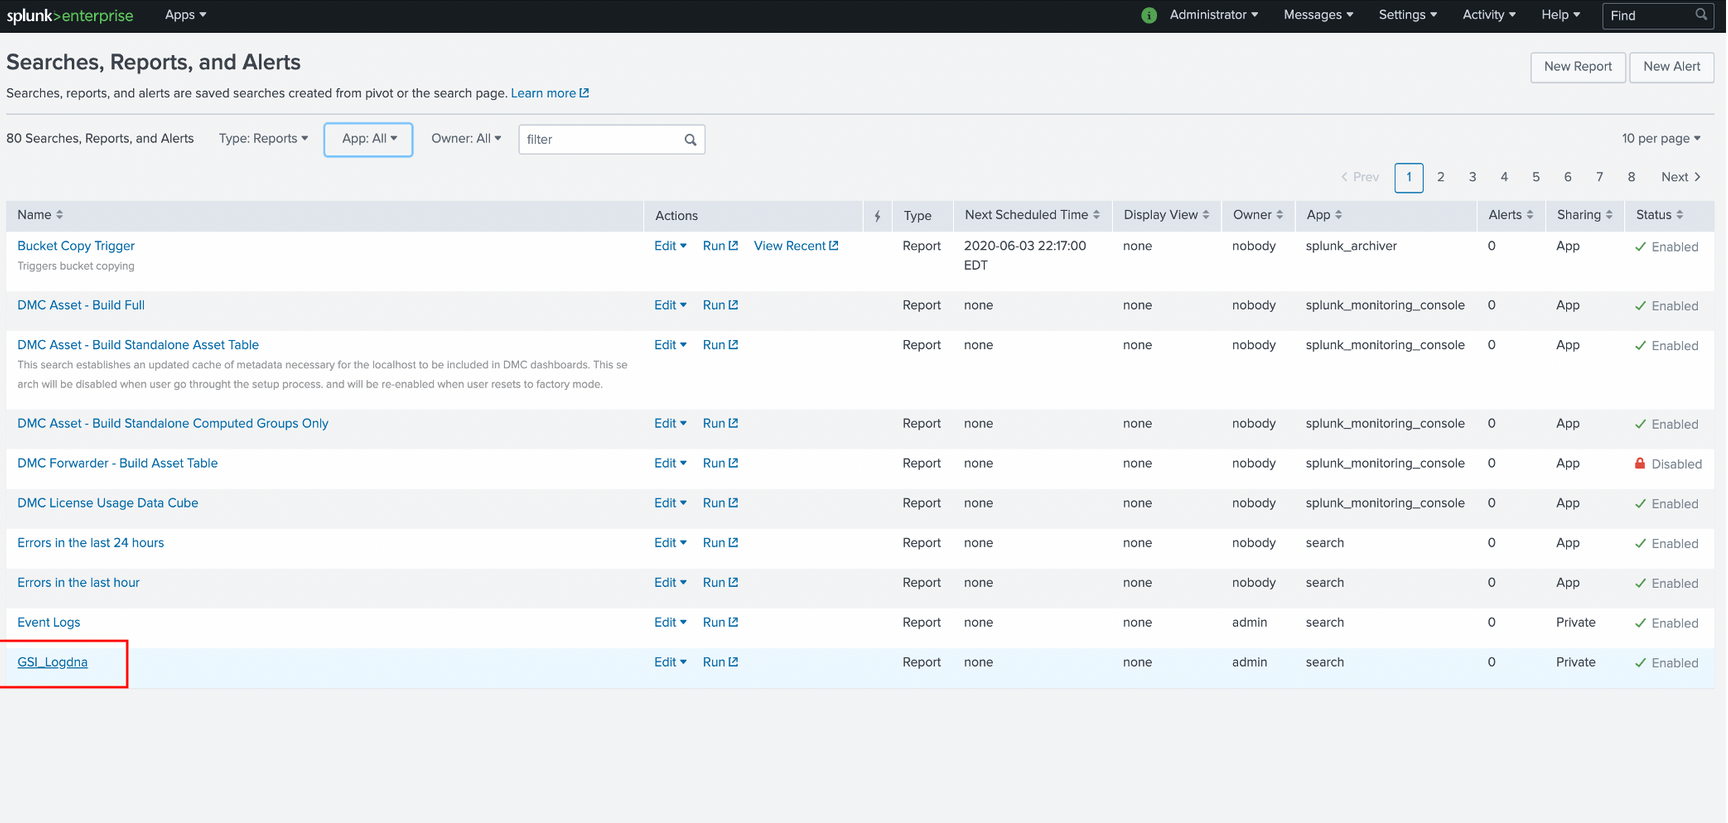 splunk>enterprise Apps Administrator Messages Settings Activity Help Find
Searches, Reports, and Alerts
New Report New Alert
Searches, reports, and alerts are saved searches created from pivot or the search page. Learn more
80 Searches, Reports, and Alerts Type: Reports App: All Owner: All filter 10 per page
Prev 1 2 3 4 5 6 7 8 Next
Name Actions Type Next Scheduled Time Display View Owner App Alerts Sharing Status
Bucket Copy Trigger Edit Run View Recent Report 2020-06-03 22:17:00 none nobody splunk_archiver 0 App Enabled
Triggers bucket copying EDT
DMC Asset - Build Full Edit Run Report none none nobody splunk_monitoring_console 0 App Enabled
DMC Asset - Build Standalone Asset Table Edit Run Report none none nobody splunk_monitoring_console 0 App Enabled
This search establishes an updated cache of metadata necessary for the localhost to be included in DMC dashboards. This se
arch will be disabled when user go throught the setup process. and will be re-enabled when user resets to factory mode.
DMC Asset - Build Standalone Computed Groups Only Edit Run Report none none nobody splunk_monitoring_console 0 App Enabled
DMC Forwarder - Build Asset Table Edit Run Report none none nobody splunk_monitoring_console 0 App Disabled
DMC License Usage Data Cube Edit Run Report none none nobody splunk_monitoring_console 0 App Enabled
Errors in the last 24 hours Edit Run Report none none nobody search 0 App Enabled
Errors in the last hour Edit Run Report none none nobody search 0 App Enabled
Event Logs Edit Run Report none none admin search 0 Private Enabled
GSI_Logdna Edit Run Report none none admin search 0 Private Enabled